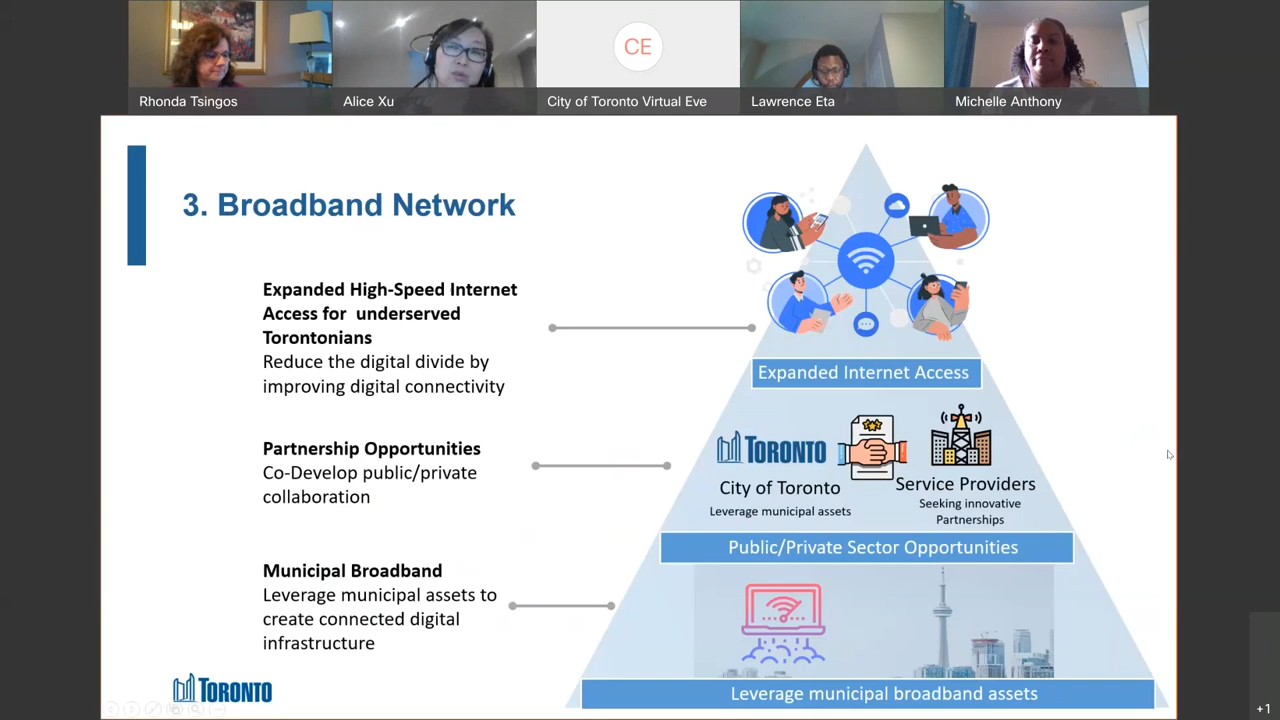 CE
Rhonda Tsingos
Alice Xu
City of Toronto Virtual Eve
Lawrence Eta
Michelle Anthony
3. Broadband Network
Expanded High-Speed Internet
Access for underserved
Torontonians
Reduce the digital divide by
improving digital connectivity
Expanded Internet Access
Partnership Opportunities
Co-Develop public/private
collaboration
TORONTO
City of Toronto
Leverage municipal assets
Service Providers
Seeking innovative
Partnerships
Public/Private Sector Opportunities
Municipal Broadband
Leverage municipal assets to
create connected digital
infrastructure
Leverage municipal broadband assets
TORONTO
+1